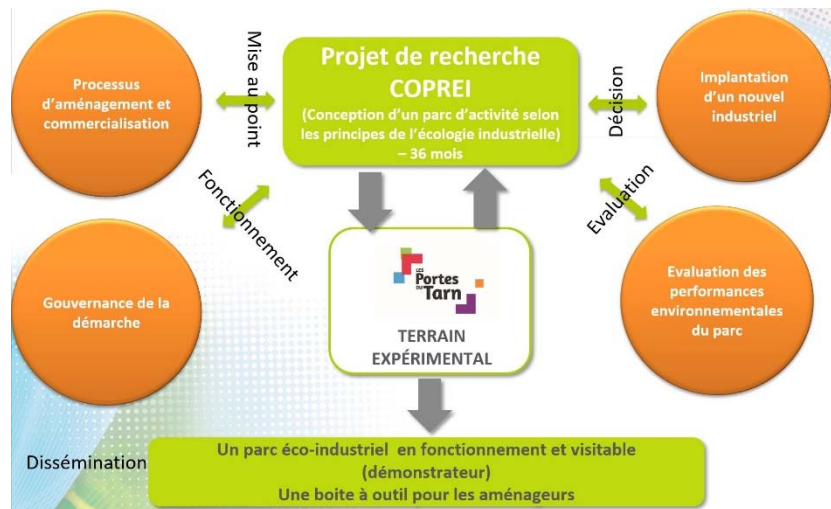 Processus
d'aménagement et
commercialisation
Mise au point
Projet de recherche
COPREI
(Conception d'un parc d'activité selon
les principes de l'écologie industrielle)
– 36 mois
Décision
Implantation
d'un nouvel
industriel
Fonctionnement
Evaluation
Gouvernance de la
démarche
LES
Portes
DU
Tarn
TERRAIN
EXPÉRIMENTAL
Evaluation des
performances
environnementales
du parc
Dissémination
Un parc éco-industriel en fonctionnement et visitable
(démonstrateur)
Une boite à outil pour les aménageurs